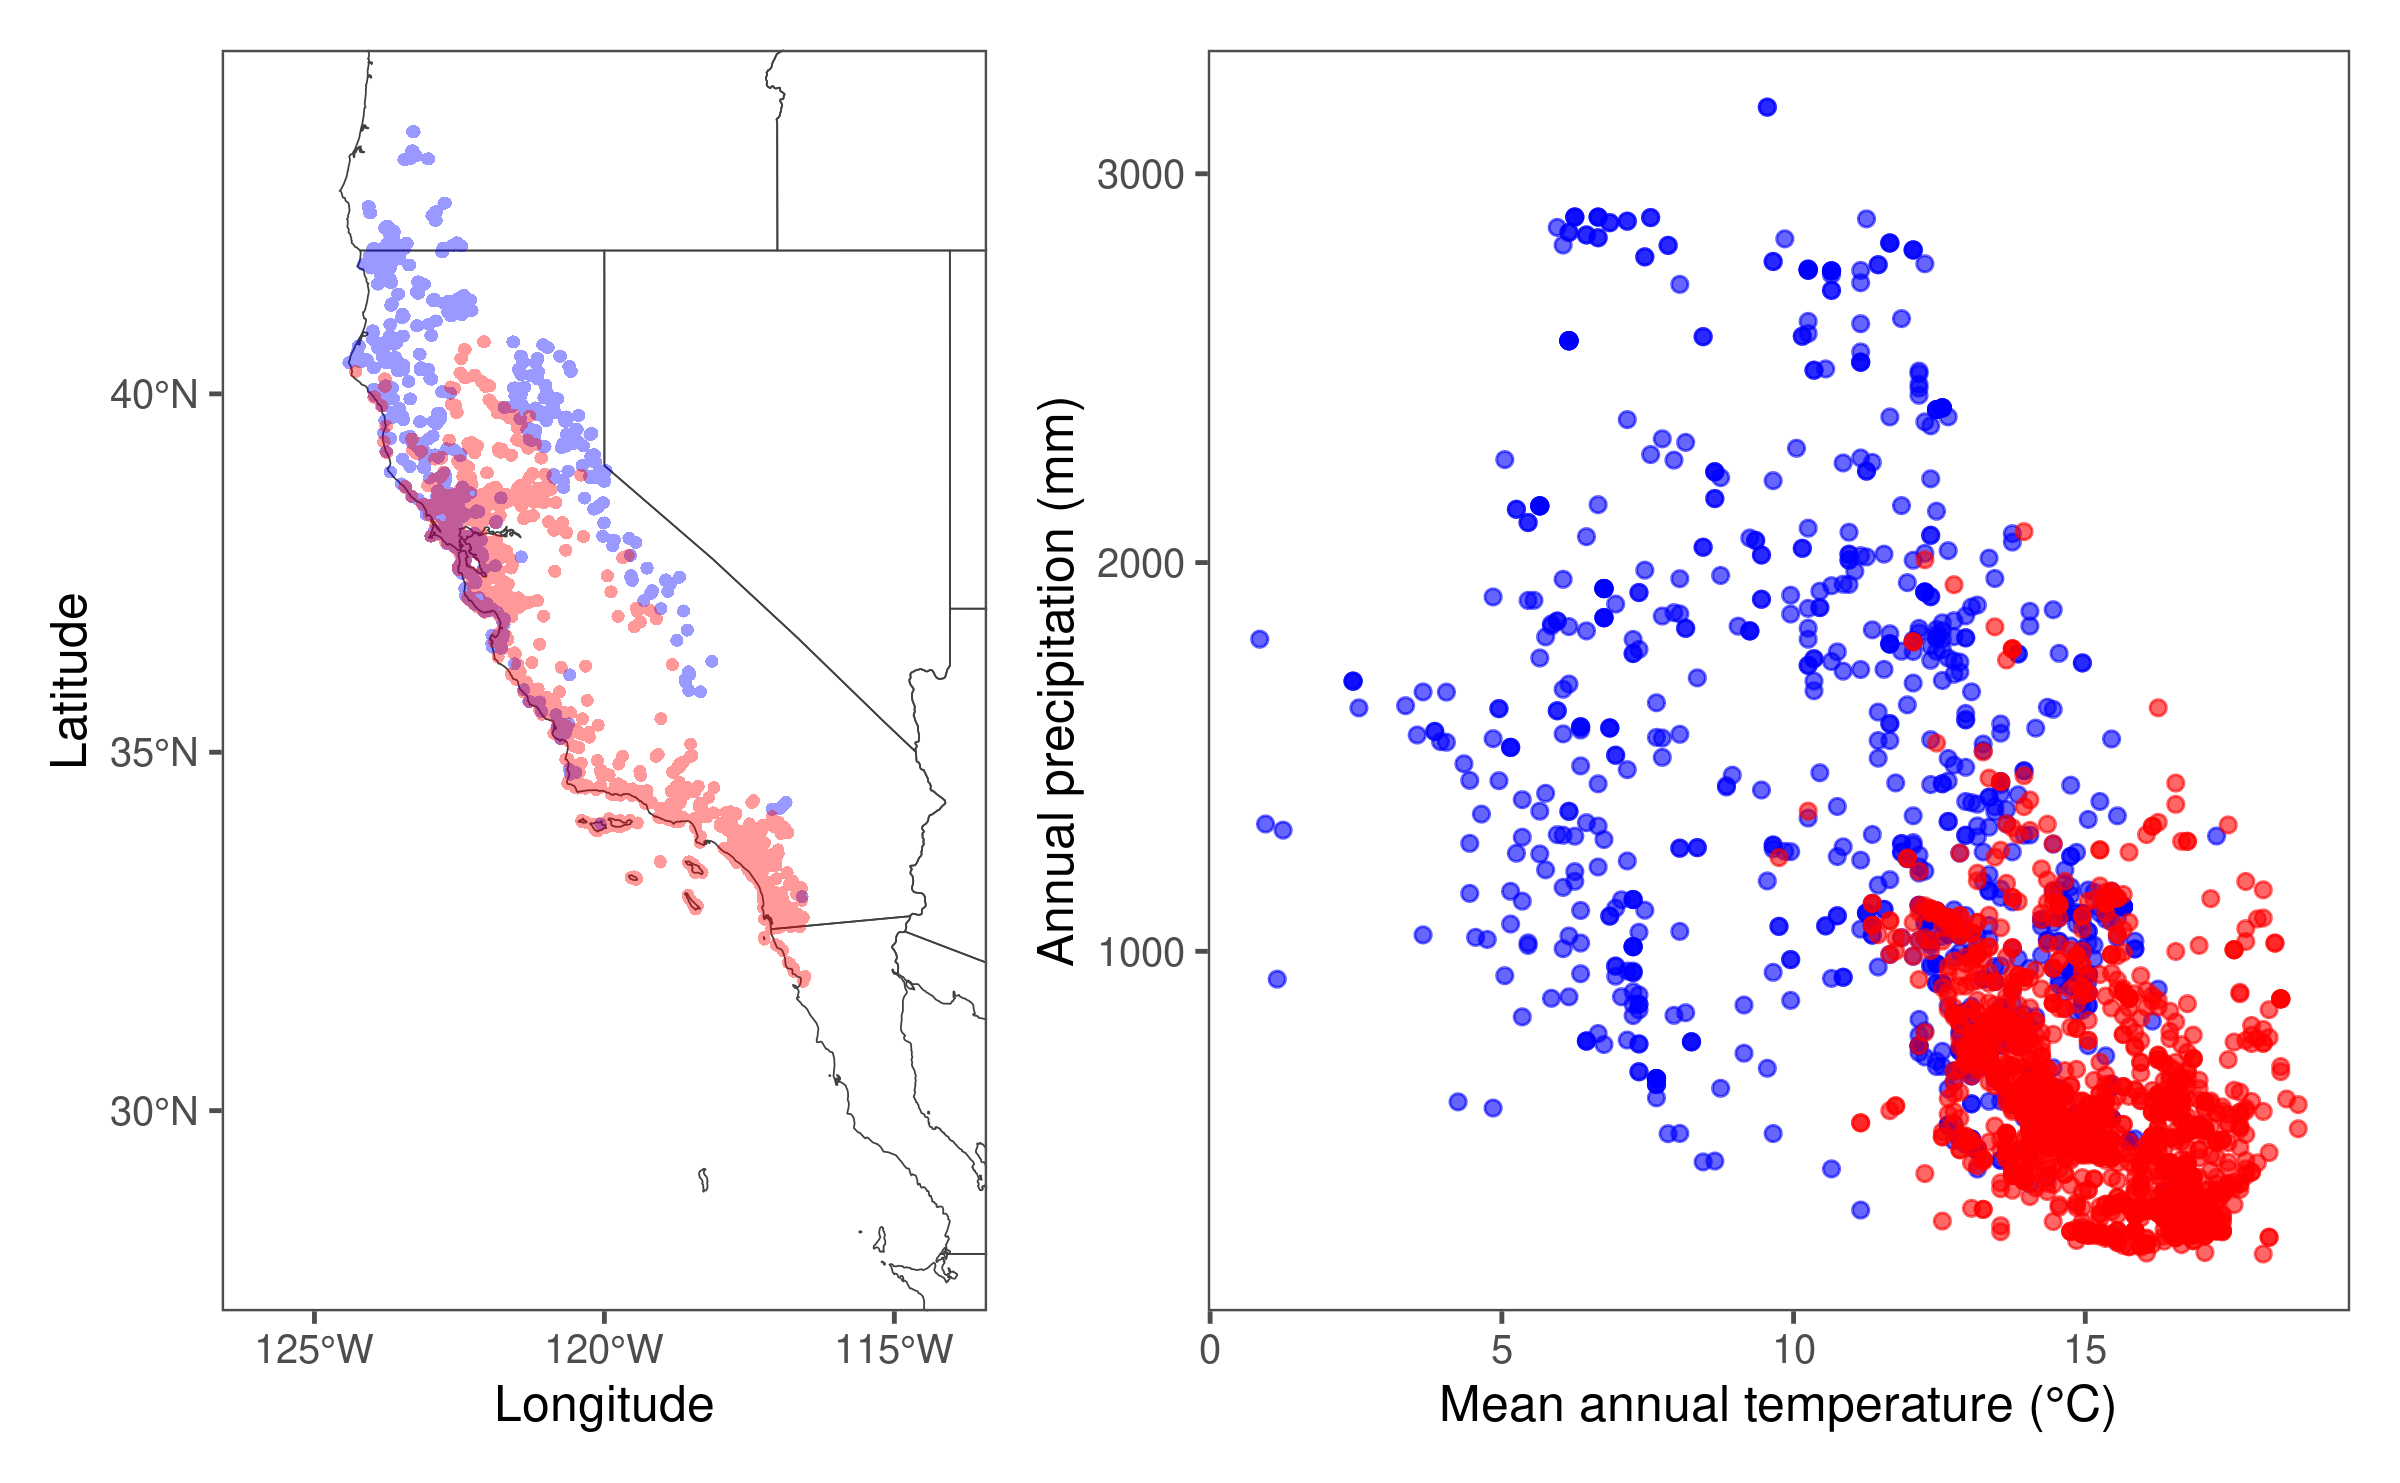 40°N
35°N
30°N
125°W
120°W
115°W
Longitude
Latitude
3000
2000
1000
0
5
10
15
Mean annual temperature (°C)
Annual precipitation (mm)